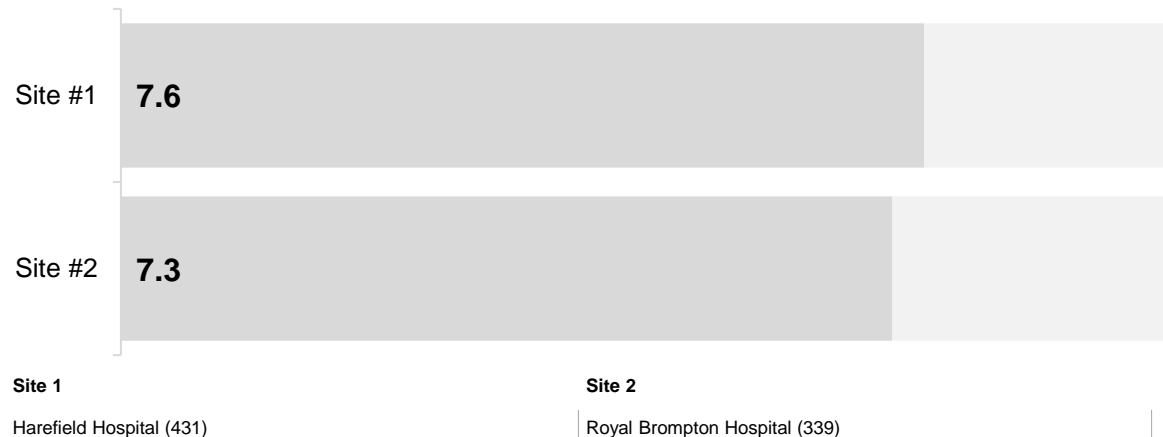 Site #1 7.6
Site #2 7.3
Site 1 Site 2
Harefield Hospital (431) Royal Brompton Hospital (339)